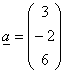 a = ( 3
- 2
6 )